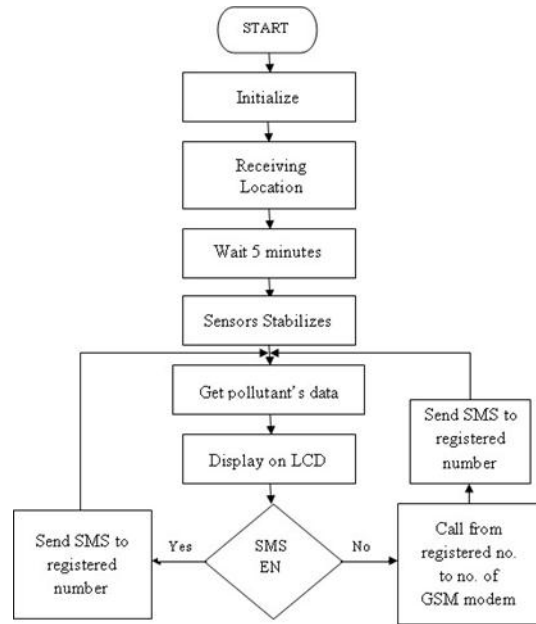 START
Initialize
Receiving
Location
Wait 5 minutes
Sensors Stabilizes
Get pollutant's data
Display on LCD
SMS
EN
Yes
No
Send SMS to
registered
number
Call from
registered no.
to no. of
GSM modem
Send SMS to
registered
number